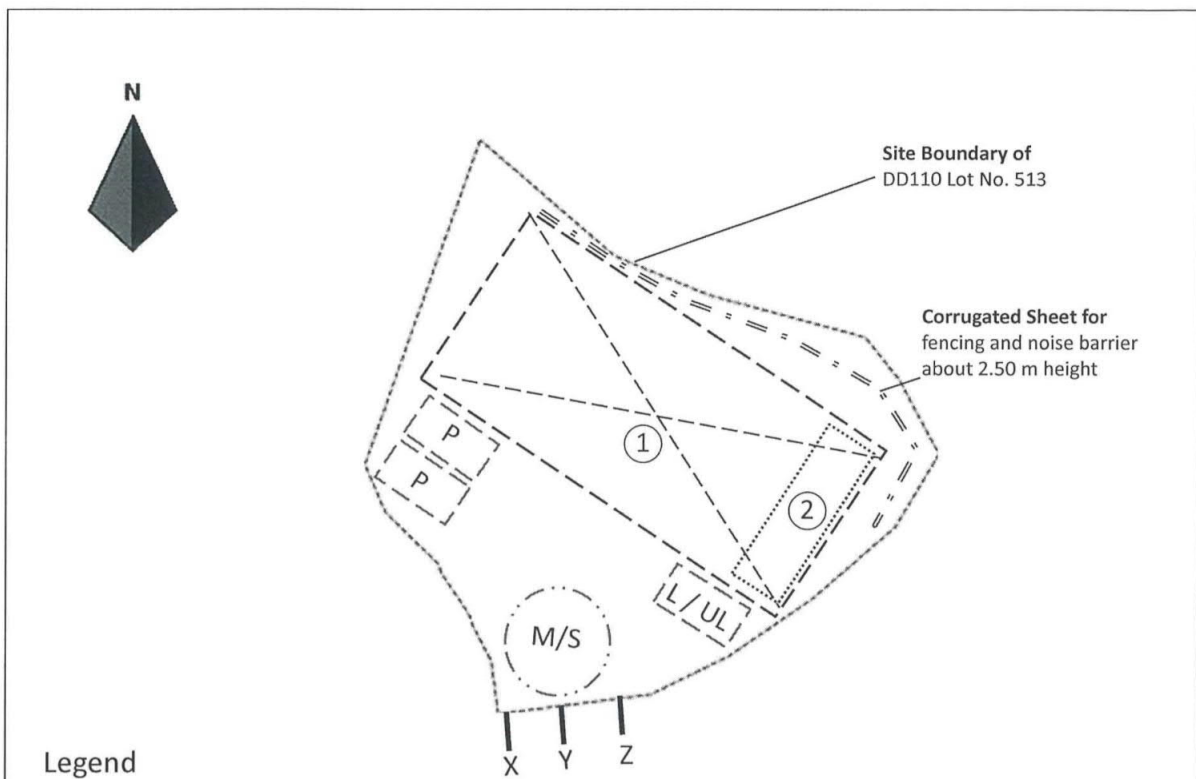 N
Site Boundary of
DD110 Lot No. 513
Corrugated Sheet for
fencing and noise barrier
about 2.50 m height
P
P
1
2
L / UL
M/S
X
Y
Z
Legend